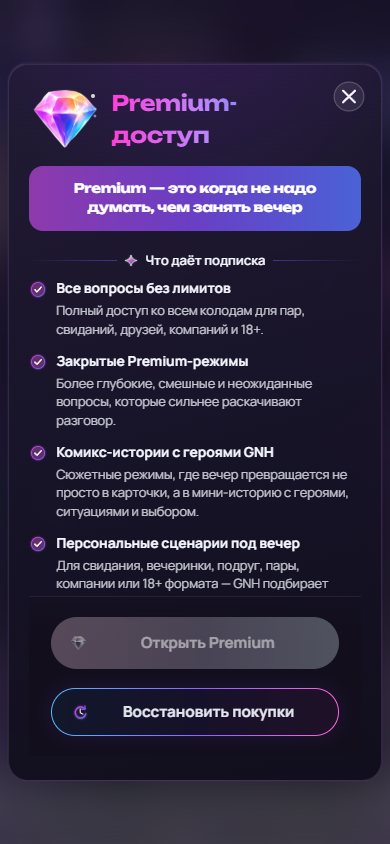 Premium-
доступ
Premium — это когда не надо
думать, чем занять вечер
Что даёт подписка
Все вопросы без лимитов
Полный доступ ко всем колодам для пар,
свиданий, друзей, компаний и 18+.
Закрытые Premium-режимы
Более глубокие, смешные и неожиданные
вопросы, которые сильнее раскачивают
разговор.
Комикс-истории с героями GNH
Сюжетные режимы, где вечер превращается не
просто в карточки, а в мини-историю с героями,
ситуациями и выбором.
Персональные сценарии под вечер
Для свидания, вечеринки, подруг, пары,
компании или 18+ формата — GNH подбирает
Открыть Premium
Восстановить покупки